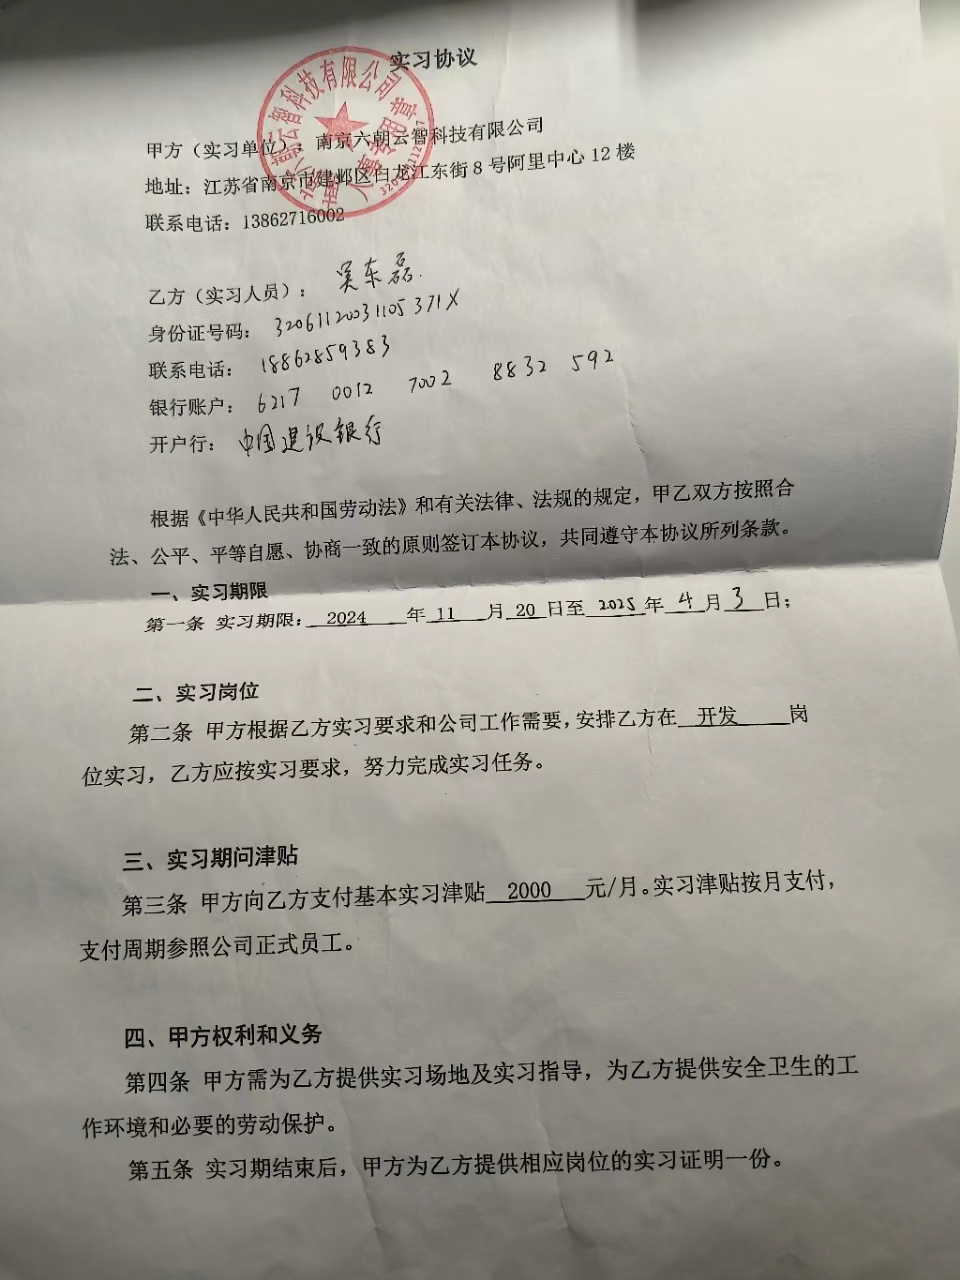 实习协议
甲方（实习单位）：南京六朝云智科技有限公司
地址：江苏省南京市建邺区白龙江东街8号阿里中心12楼
联系电话：13862716002
乙方（实习人员）：吴东磊
身份证号码：32061120031105371X
联系电话：18862859383
银行账户：6217 0012 7002 8832 592
开户行：中国建设银行
根据《中华人民共和国劳动法》和有关法律、法规的规定，甲乙双方按照合
法、公平、平等自愿、协商一致的原则签订本协议，共同遵守本协议所列条款。
一、实习期限
第一条 实习期限：2024年11月20日至2025年4月3日；
二、实习岗位
第二条 甲方根据乙方实习要求和公司工作需要，安排乙方在 开发 岗
位实习，乙方应按实习要求，努力完成实习任务。
三、实习期问津贴
第三条 甲方向乙方支付基本实习津贴 2000 元/月。实习津贴按月支付，
支付周期参照公司正式员工。
四、甲方权利和义务
第四条 甲方需为乙方提供实习场地及实习指导，为乙方提供安全卫生的工
作环境和必要的劳动保护。
第五条 实习期结束后，甲方为乙方提供相应岗位的实习证明一份。